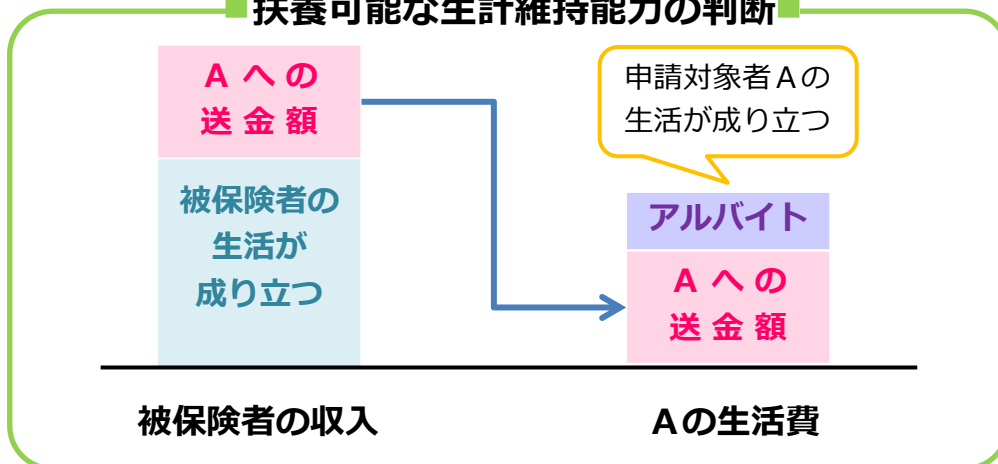 扶養可能な生計維持能力の判断
Aへの
送金額
被保険者の
生活が
成り立つ
申請対象者Aの
生活が成り立つ
アルバイト
Aへの
送金額
被保険者の収入
Aの生活費